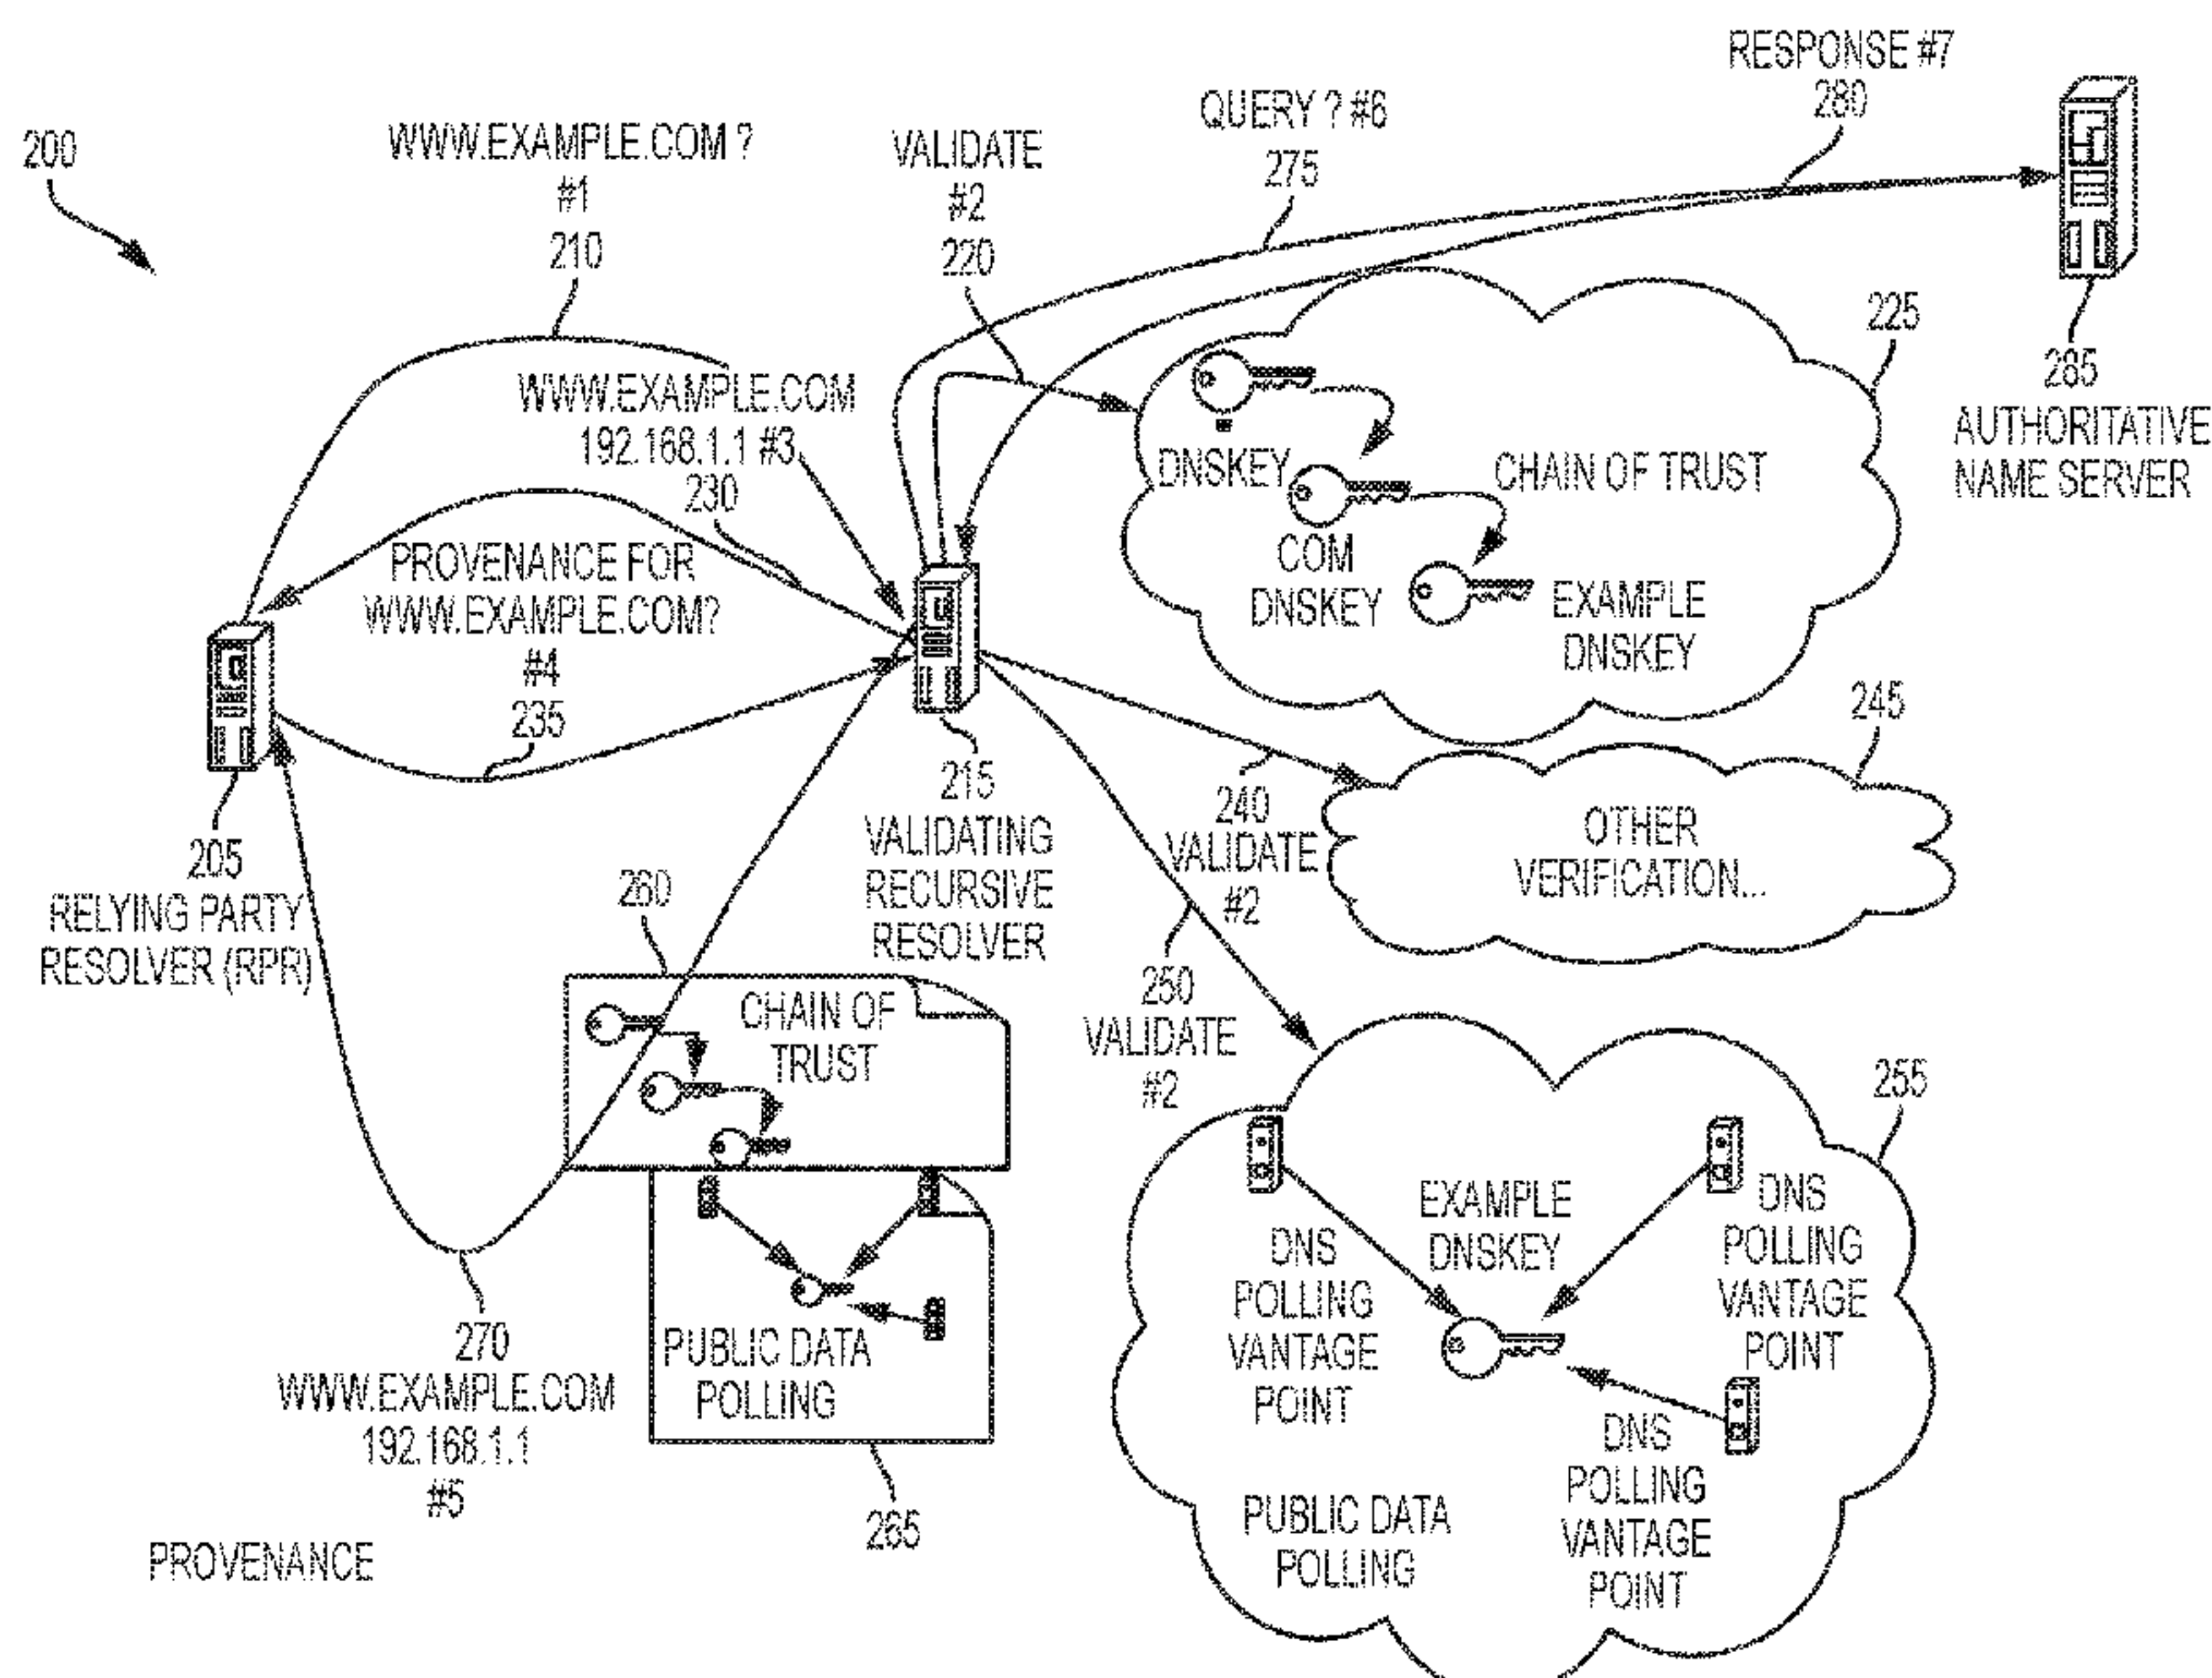 200
WWW.EXAMPLE.COM ?
#1
210
VALIDATE
#2
220
QUERY ? #6
275
RESPONSE #7
280
285
AUTHORITATIVE
NAME SERVER
WWW.EXAMPLE.COM
192.168.1.1 #3
230
PROVENANCE FOR
WWW.EXAMPLE.COM?
#4
235
205
RELYING PARTY
RESOLVER (RPR)
215
VALIDATING
RECURSIVE
RESOLVER
225
DNSKEY
CHAIN OF TRUST
COM
DNSKEY
EXAMPLE
DNSKEY
240
VALIDATE
#2
245
OTHER
VERIFICATION...
250
VALIDATE
#2
255
EXAMPLE
DNSKEY
DNS
POLLING
VANTAGE
POINT
DNS
POLLING
VANTAGE
POINT
DNS
POLLING
VANTAGE
POINT
PUBLIC DATA
POLLING
260
CHAIN OF
TRUST
PUBLIC DATA
POLLING
265
270
WWW.EXAMPLE.COM
192.168.1.1
#5
PROVENANCE